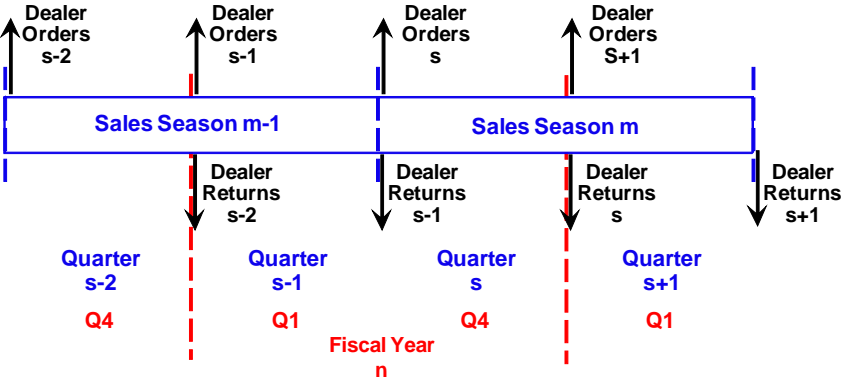 Dealer
Orders
s-2
Dealer
Orders
s-1
Dealer
Orders
s
Dealer
Orders
S+1
Sales Season m-1
Sales Season m
Dealer
Returns
s-2
Dealer
Returns
s-1
Dealer
Returns
s
Dealer
Returns
s+1
Quarter
s-2
Quarter
s-1
Quarter
s
Quarter
s+1
Q4
Q1
Q4
Q1
Fiscal Year
n